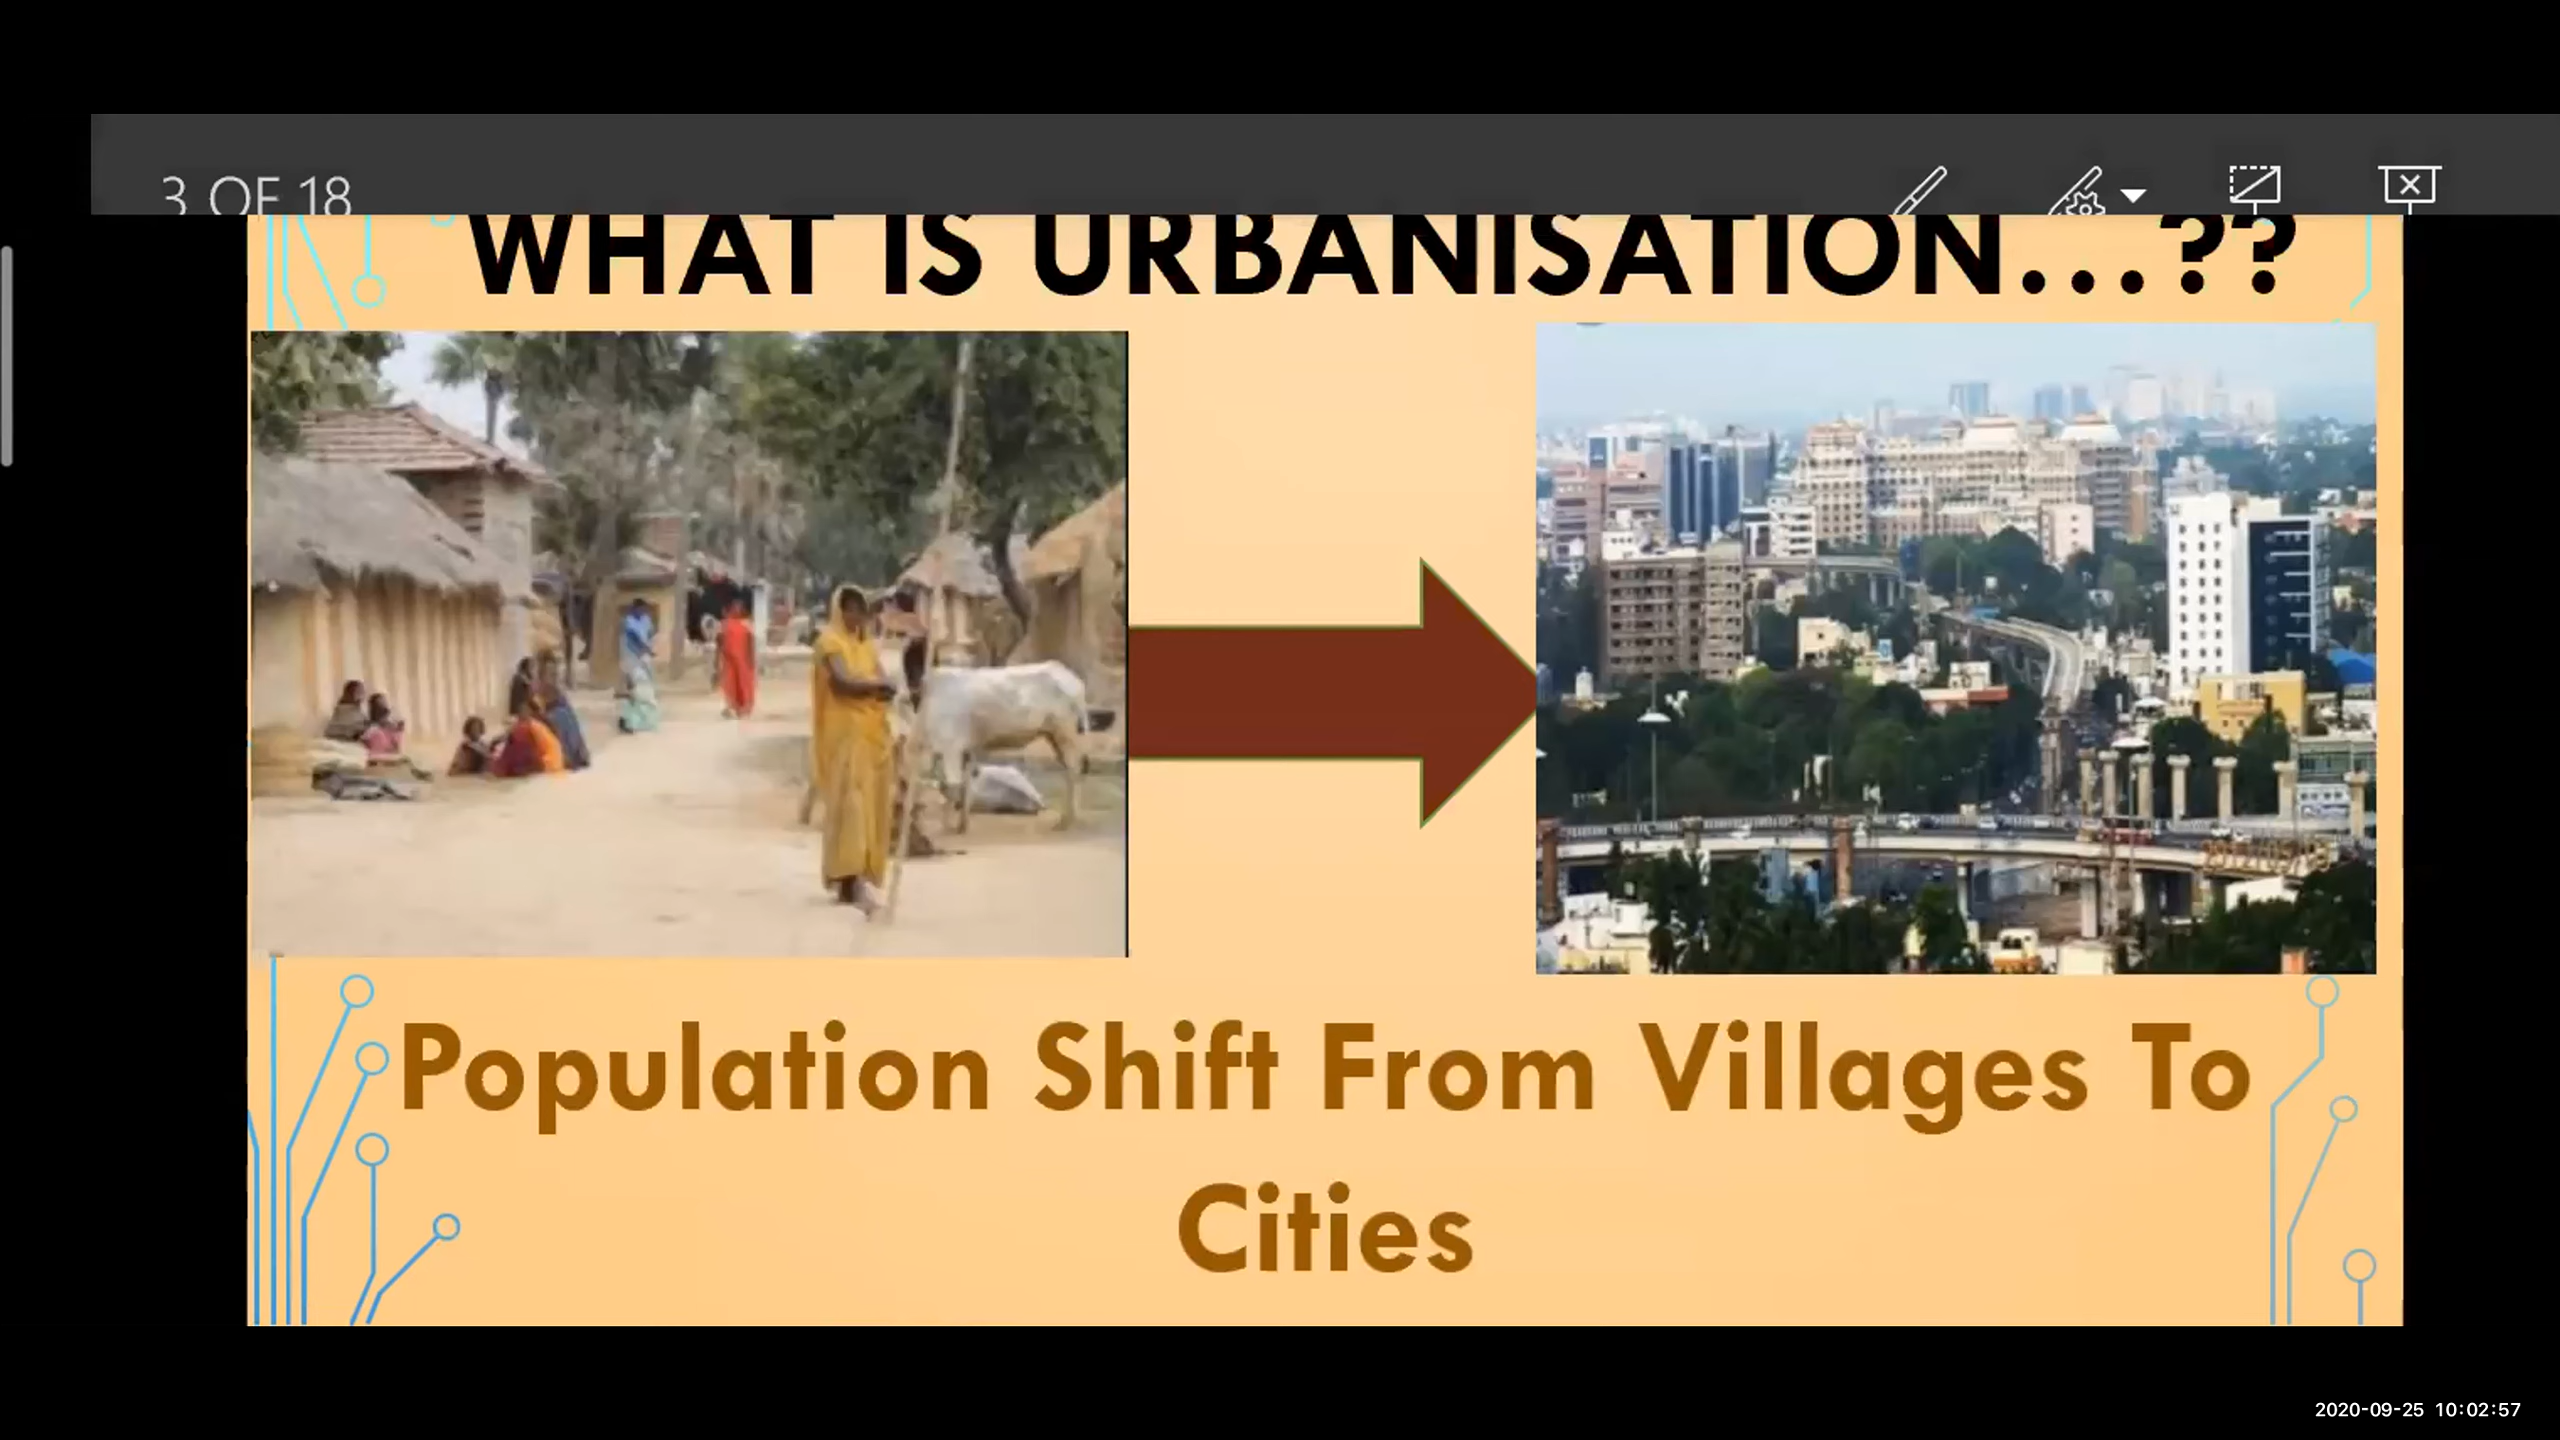 3 OF 18
WHAT IS URBANISATION...??
Population Shift From Villages To
Cities
2020-09-25 10:02:57